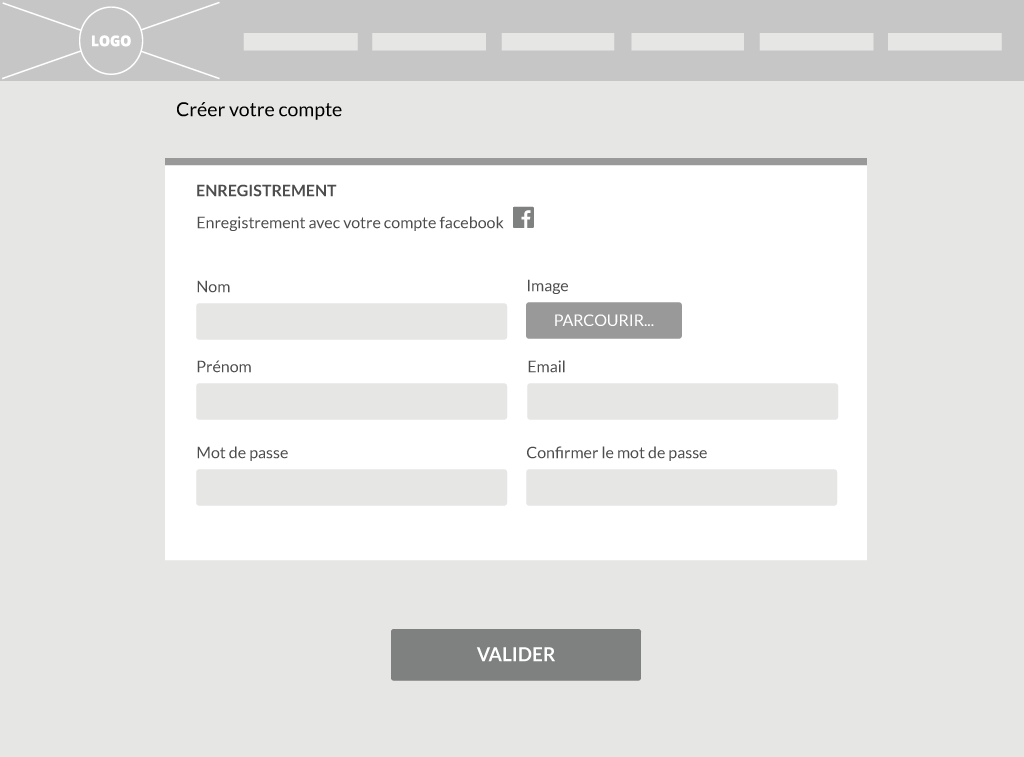 LOGO
Créer votre compte
ENREGISTREMENT
Enregistrement avec votre compte facebook f
Nom
Image
PARCOURIR...
Prénom
Email
Mot de passe
Confirmer le mot de passe
VALIDER